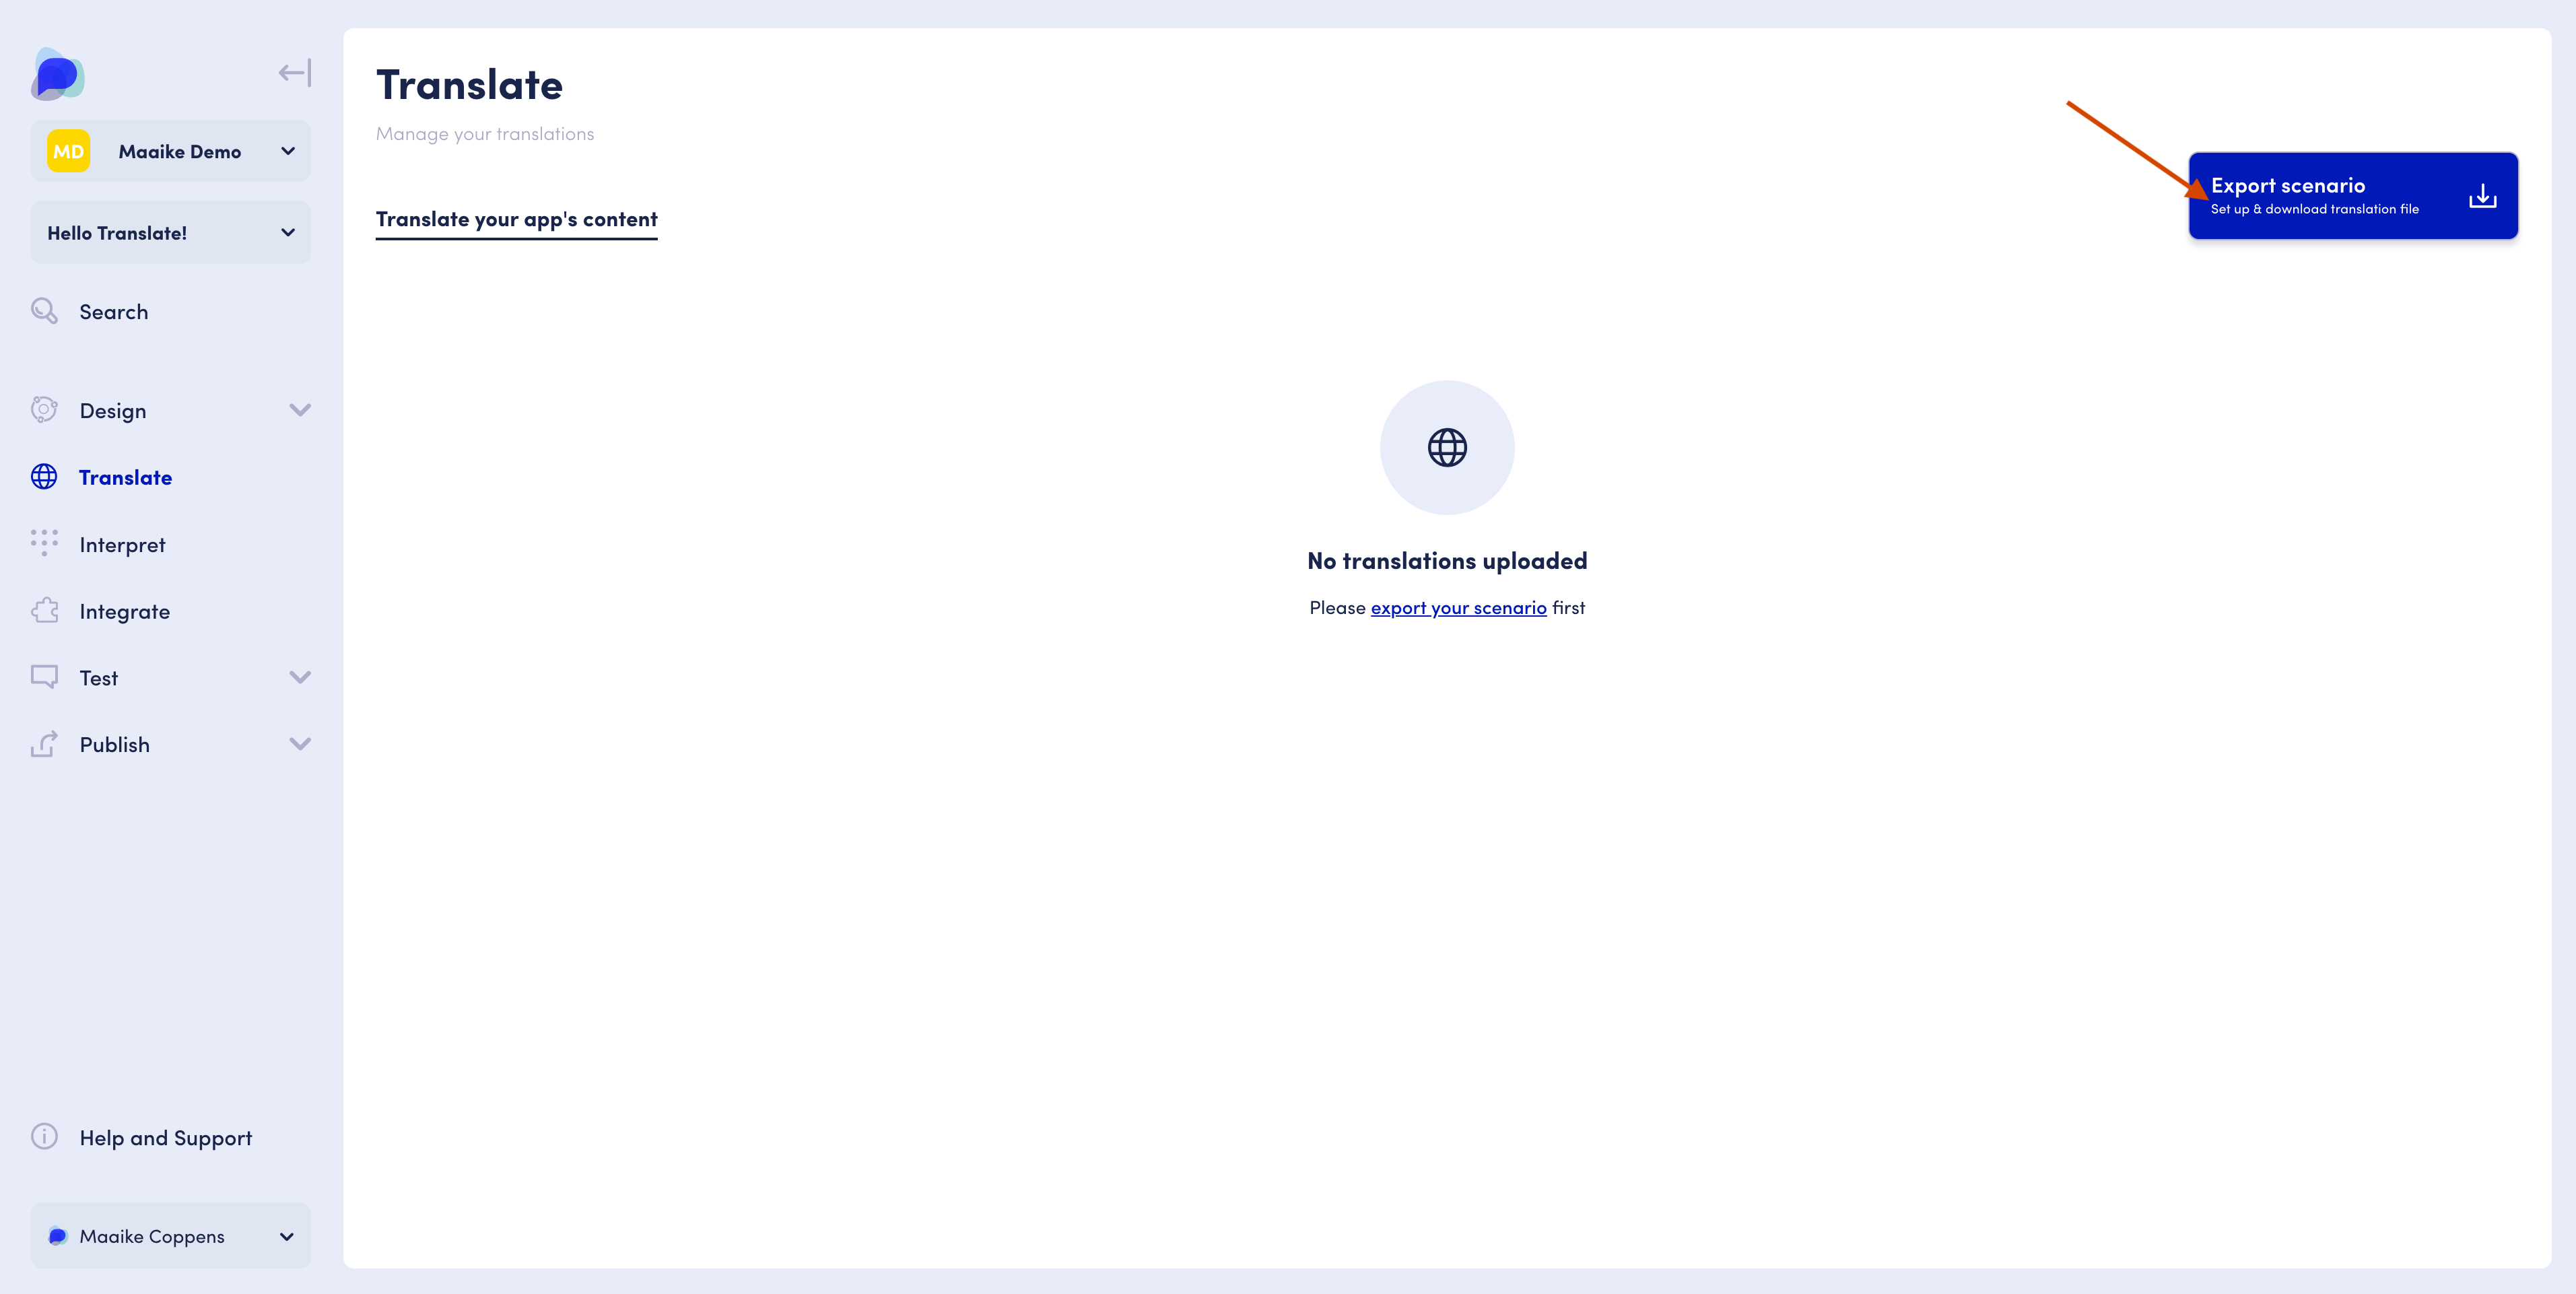 MD Maaike Demo
Hello Translate!
Search
Design
Translate
Interpret
Integrate
Test
Publish
Help and Support
Maaike Coppens
Translate
Manage your translations
Translate your app's content
Export scenario
Set up & download translation file
No translations uploaded
Please export your scenario first